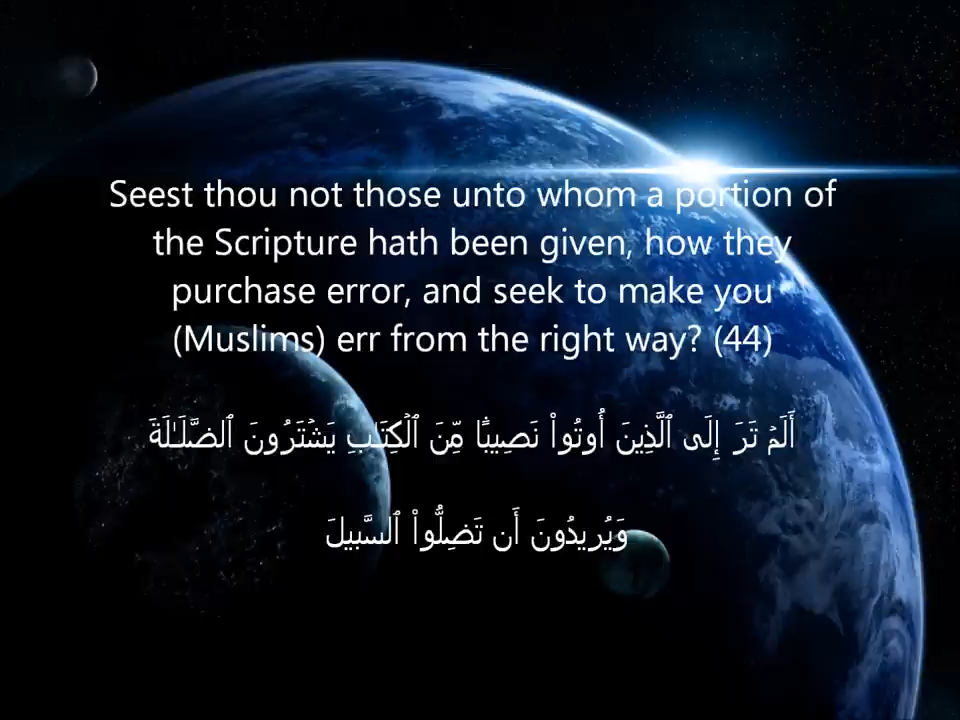 Seest thou not those unto whom a portion of
the Scripture hath been given, how they
purchase error, and seek to make you
(Muslims) err from the right way? (44)
أَلَمۡ تَرَ إِلَى ٱلَّذِينَ أُوتُواْ نَصِيبًٗا مِّنَ ٱلۡكِتَـٰبِ يَشۡتَرُونَ ٱلضَّلَـٰلَةَ
وَيُرِيدُونَ أَن تَضِلُّواْ ٱلسَّبِيلَ